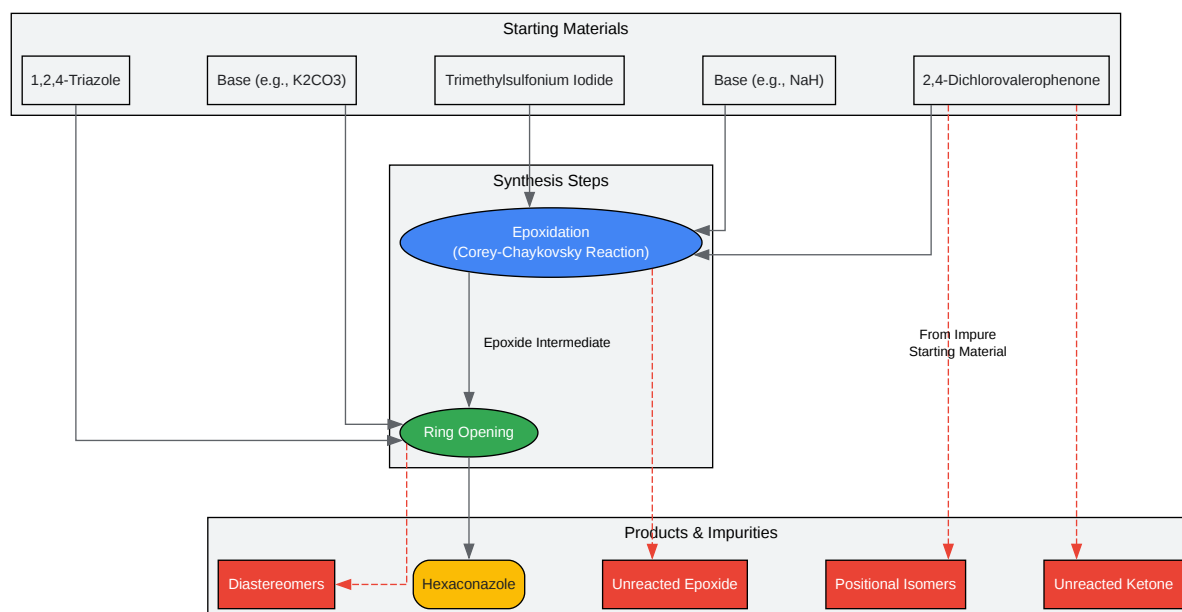 Starting Materials
1,2,4-Triazole
Base (e.g., K2CO3)
Trimethylsulfonium Iodide
Base (e.g., NaH)
2,4-Dichlorovalerophenone
Synthesis Steps
Epoxidation
(Corey-Chaykovsky Reaction)
Epoxide Intermediate
From Impure
Starting Material
Ring Opening
Products & Impurities
Diastereomers
Hexaconazole
Unreacted Epoxide
Positional Isomers
Unreacted Ketone